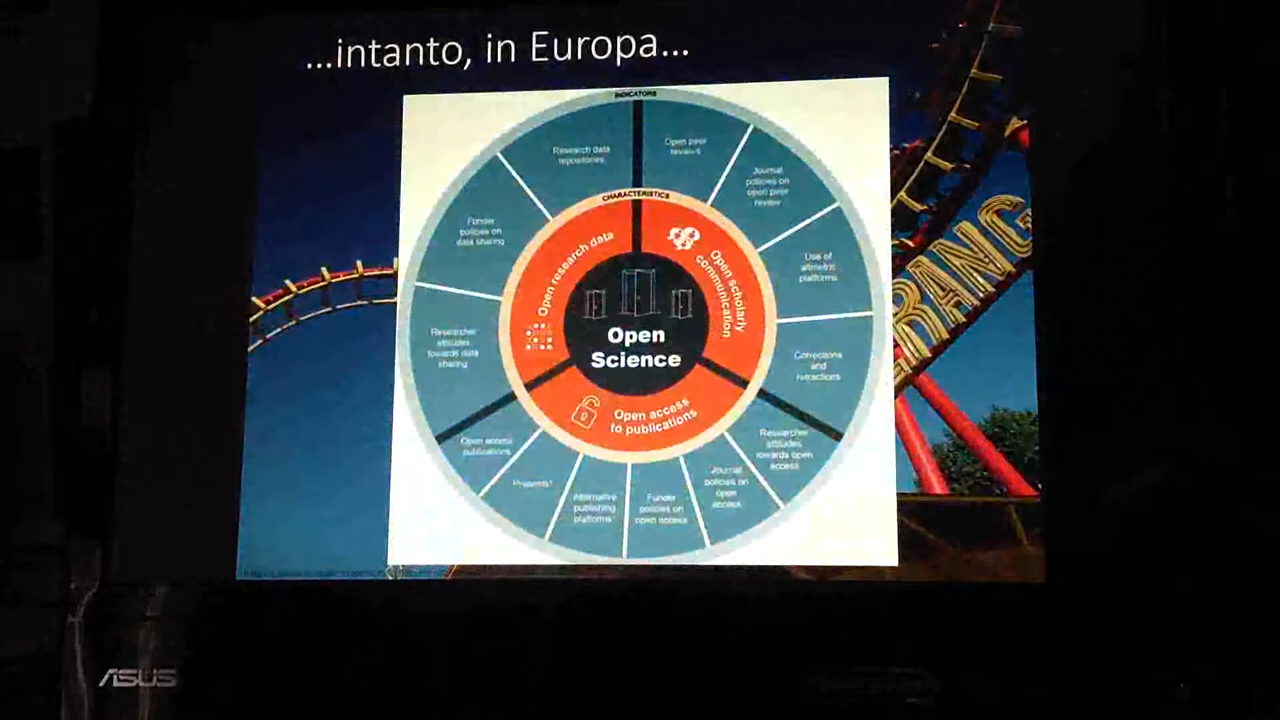 ...intanto, in Europa...
INDICATORS
Research data
repositories
Open peer
reviews
Journal
policies on
open peer
review
Funder
policies on
data sharing
CHARACTERISTICS
Use of
altmetric
platforms
Open research data
Open scholarly
communication
Open
Science
Researcher
attitudes
towards data
sharing
Corrections
and
retractions
Open access
to publications
Open access
publications
Preprints*
Alternative
publishing
platforms*
Funder
policies on
open access
Journal
policies on
open
access
Researcher
attitudes
towards open
access
RANG
ASUS